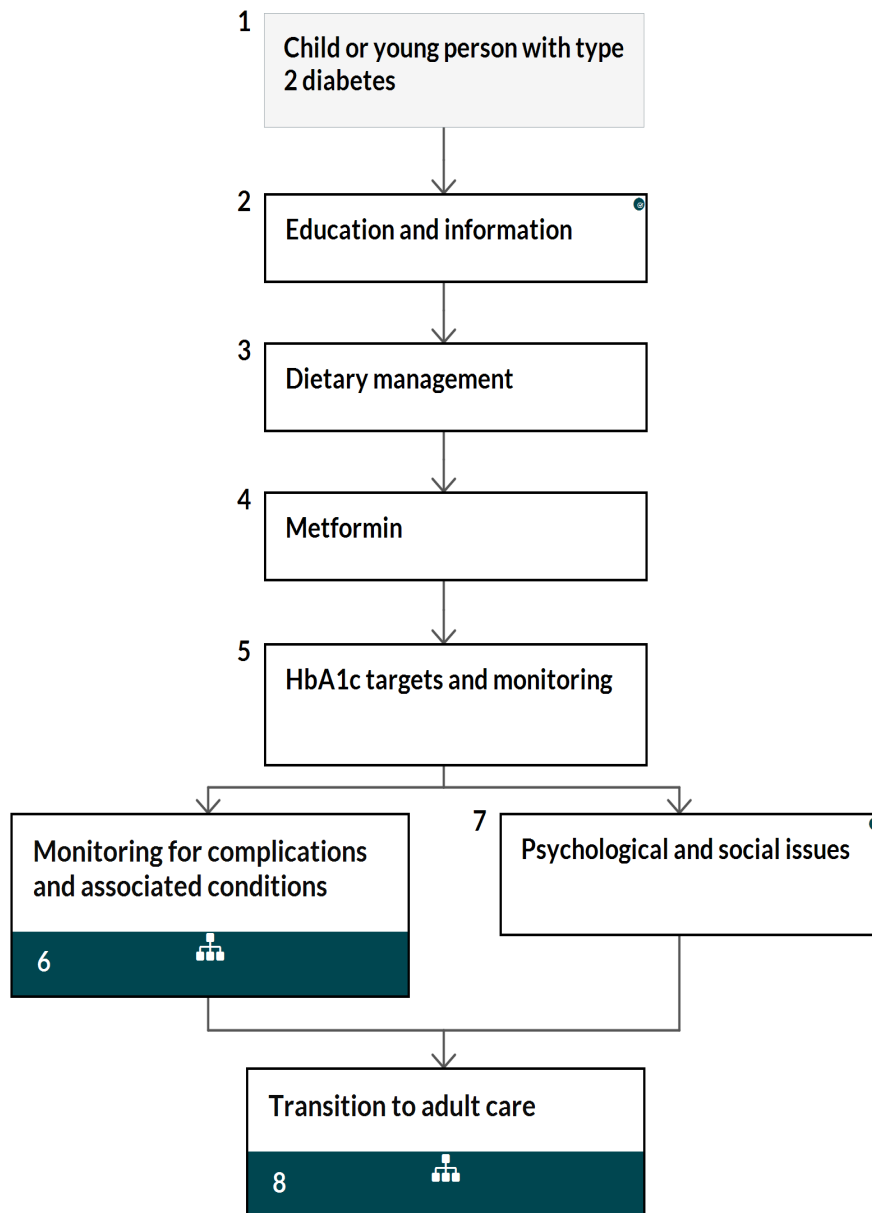 1
Child or young person with type
2 diabetes
2
Education and information
3
Dietary management
4
Metformin
5
HbA1c targets and monitoring
Monitoring for complications
and associated conditions
6
7
Psychological and social issues
Transition to adult care
8